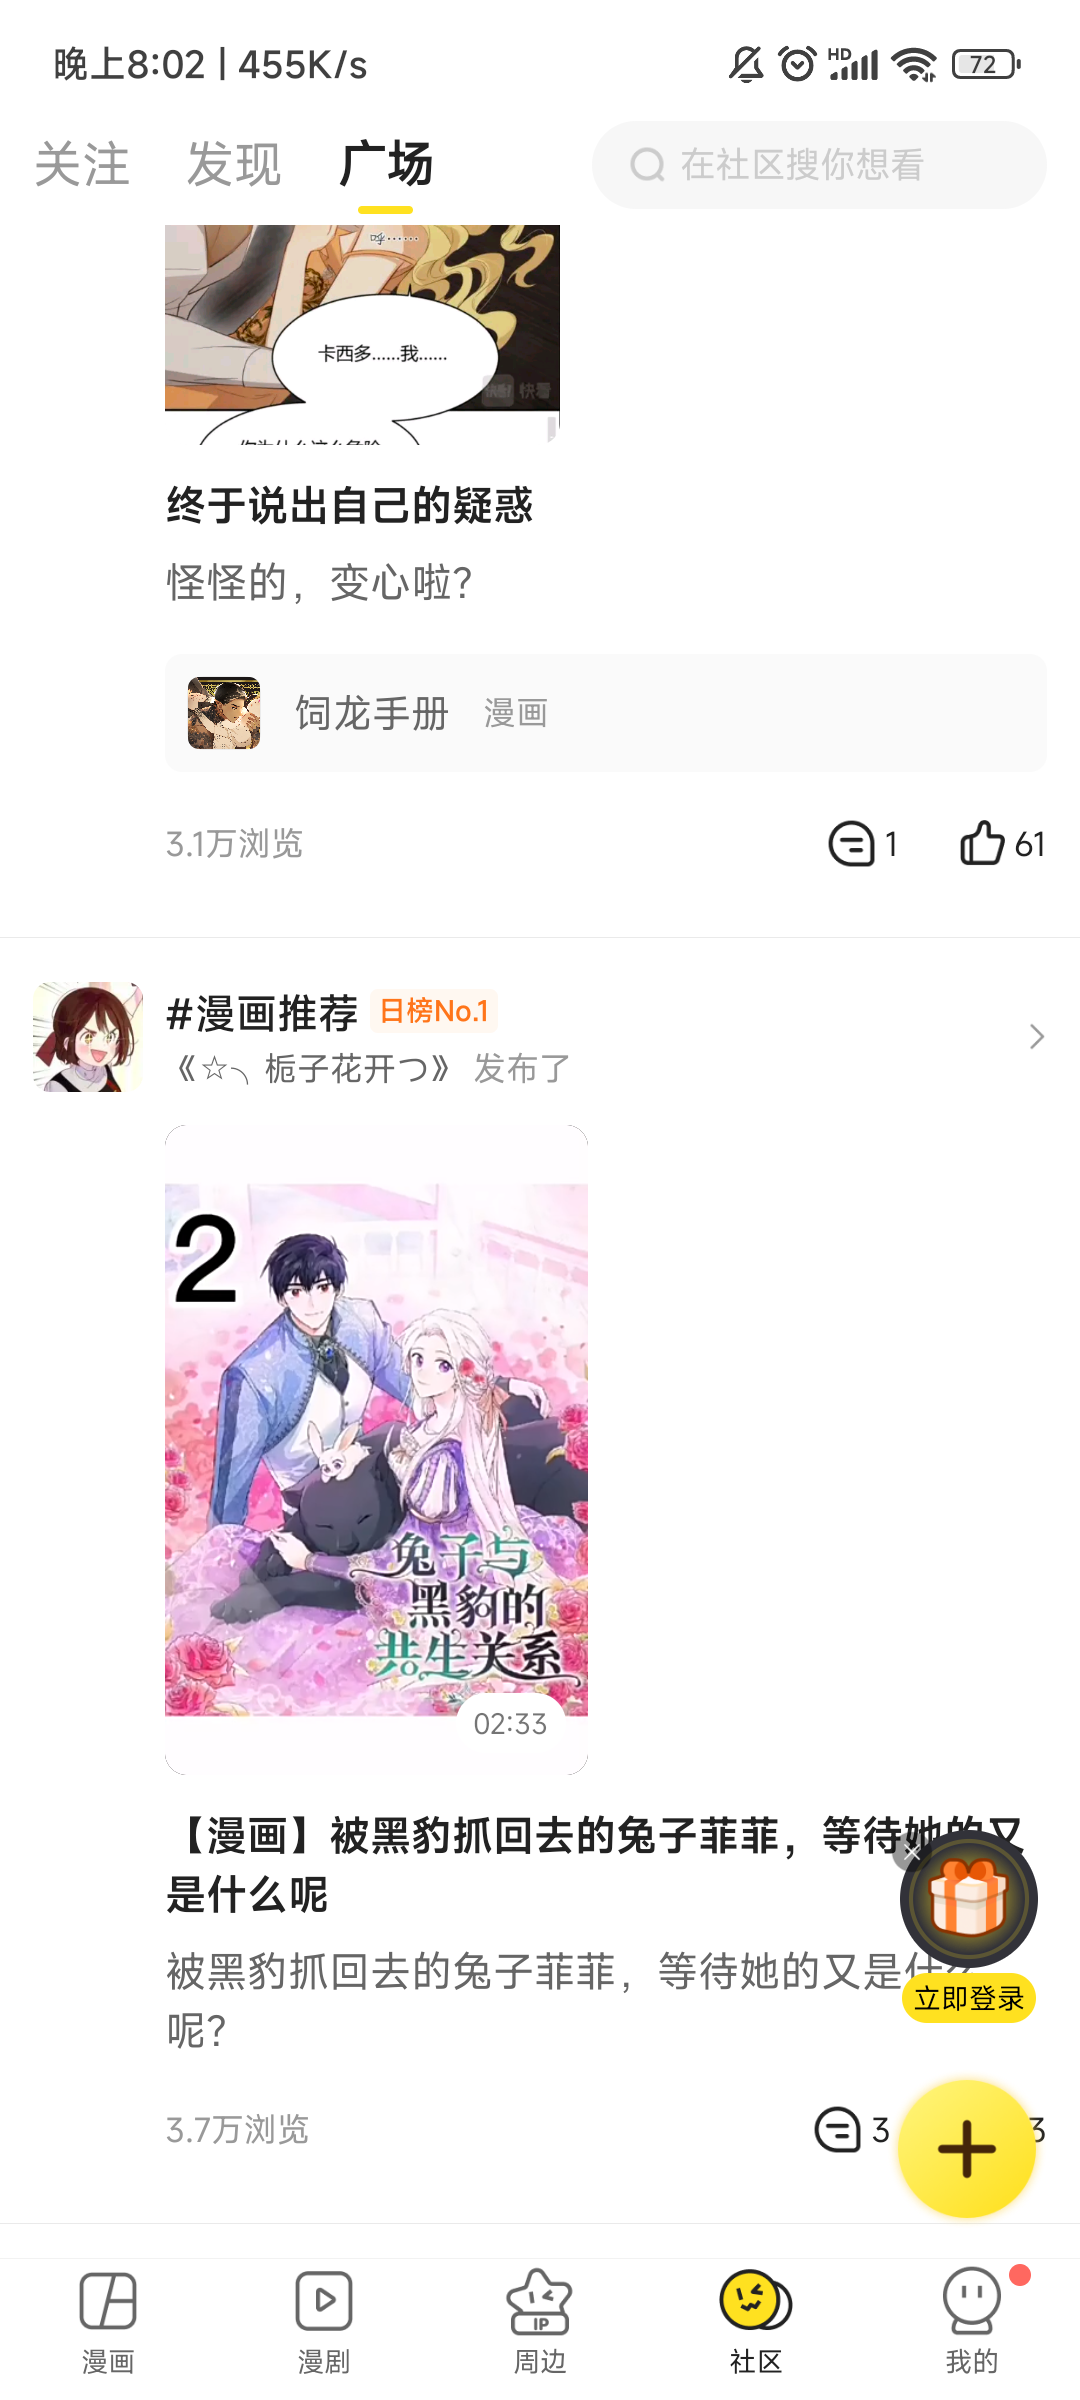 晚上8:02 | 455K/s
HD
72
关注
发现
广场
在社区搜你想看
呼……
卡西多……我……
快看
终于说出自己的疑惑
怪怪的，变心啦？
饲龙手册 漫画
3.1万浏览
1
61
#漫画推荐 日榜No.1
《☆╮栀子花开つ》 发布了
2
兔子与
黑豹的
共生关系
02:33
【漫画】被黑豹抓回去的兔子菲菲，等待她的又
是什么呢
被黑豹抓回去的兔子菲菲，等待她的又是什么
呢？
立即登录
3.7万浏览
3
3
漫画
漫剧
IP
周边
社区
我的